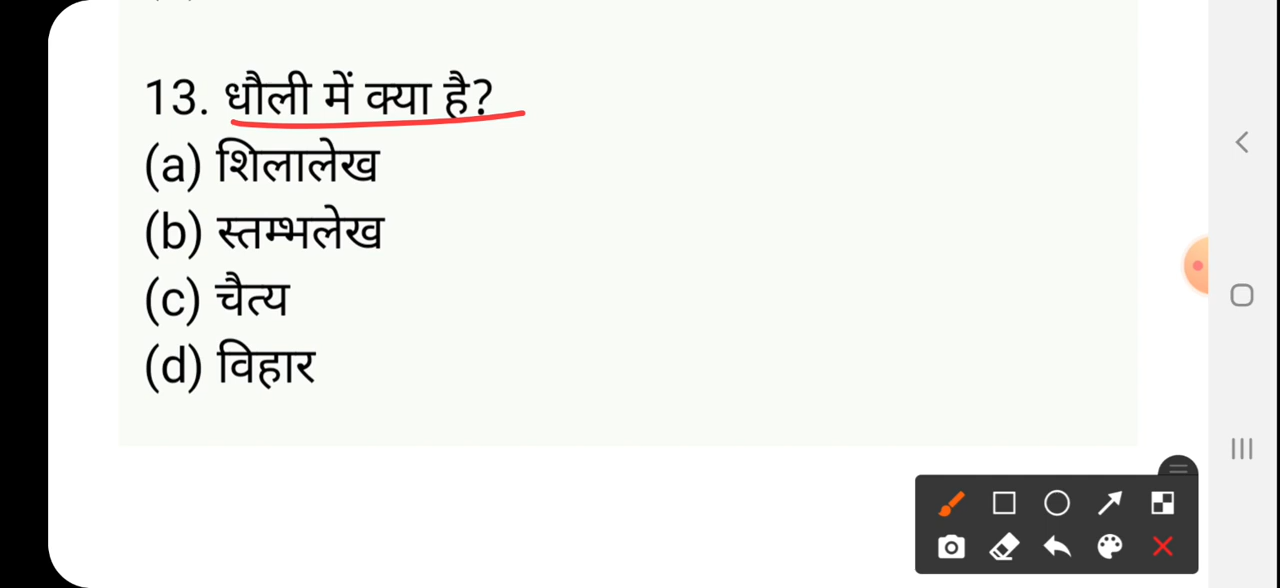 13. धौली में क्या है?
(a) शिलालेख
(b) स्तम्भलेख
(c) चैत्य
(d) विहार